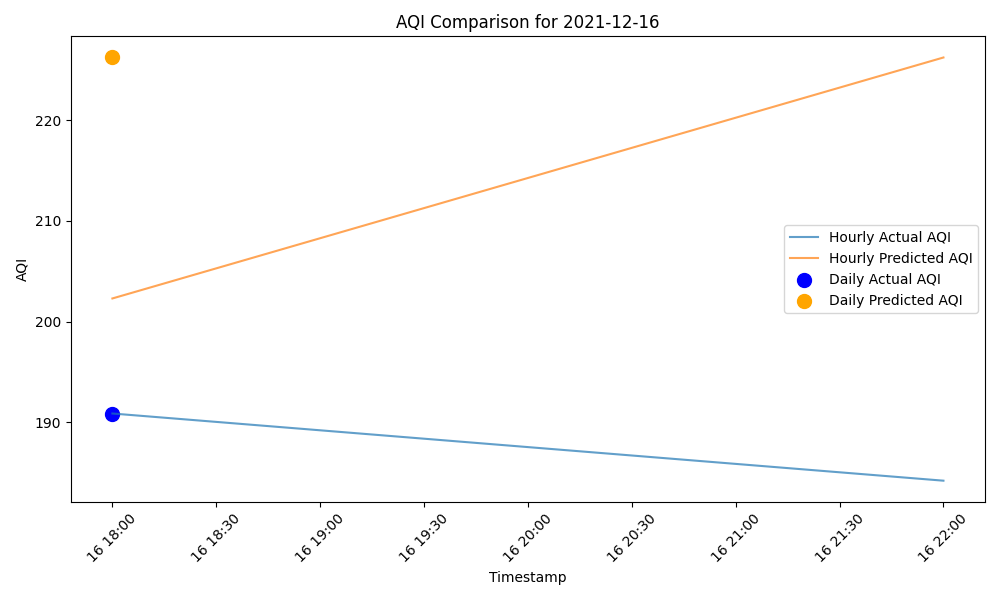 AQI Comparison for 2021-12-16
AQI
220
210
200
190
Hourly Actual AQI
Hourly Predicted AQI
Daily Actual AQI
Daily Predicted AQI
16 18:00
16 18:30
16 19:00
16 19:30
16 20:00
16 20:30
16 21:00
16 21:30
16 22:00
Timestamp